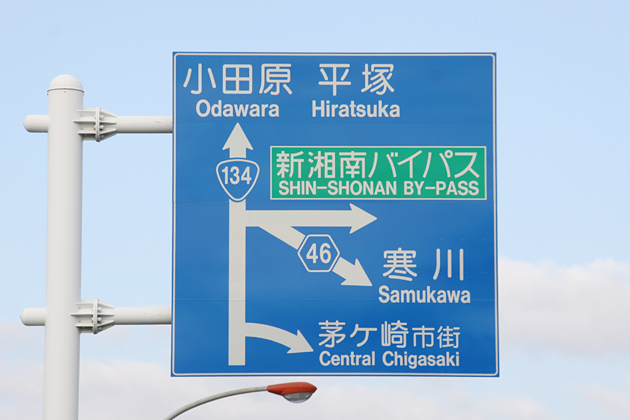 小田原 平塚
Odawara Hiratsuka
134
新湘南バイパス
SHIN-SHONAN BY-PASS
46
寒川
Samukawa
茅ケ崎市街
Central Chigasaki